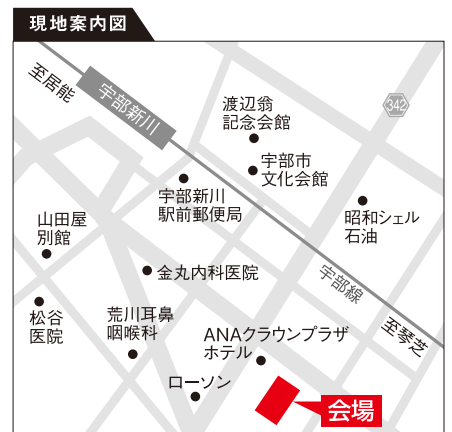 現地案内図
至居能
宇部新川
渡辺翁
記念会館
342
宇部市
文化会館
宇部新川
駅前郵便局
昭和シェル
石油
山田屋
別館
金丸内科医院
宇部線
松谷
医院
荒川耳鼻
咽喉科
至琴芝
ANAクラウンプラザ
ホテル
ローソン
会場